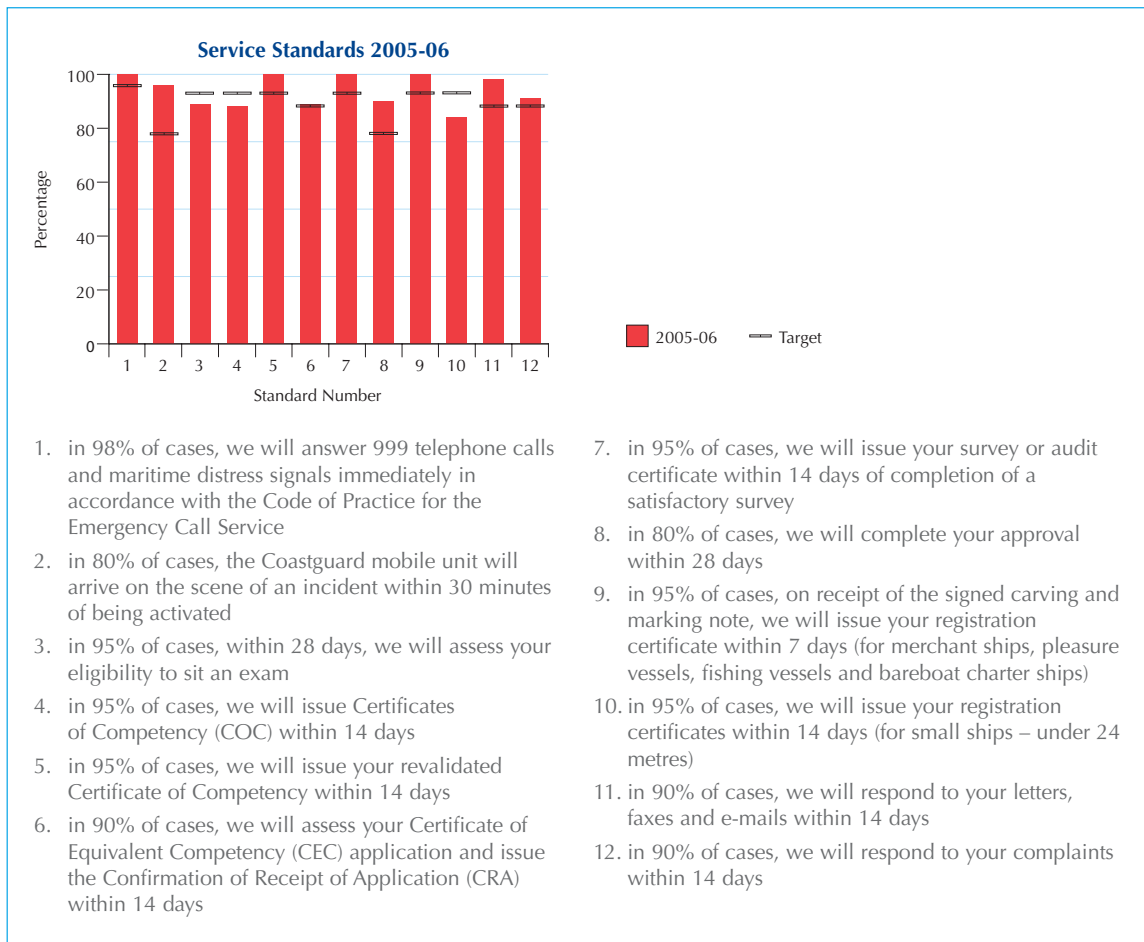 Service Standards 2005-06
Percentage
100
80
60
40
20
0
1 2 3 4 5 6 7 8 9 10 11 12
Standard Number
2005-06 Target
1. in 98% of cases, we will answer 999 telephone calls
and maritime distress signals immediately in
accordance with the Code of Practice for the
Emergency Call Service
2. in 80% of cases, the Coastguard mobile unit will
arrive on the scene of an incident within 30 minutes
of being activated
3. in 95% of cases, within 28 days, we will assess your
eligibility to sit an exam
4. in 95% of cases, we will issue Certificates
of Competency (COC) within 14 days
5. in 95% of cases, we will issue your revalidated
Certificate of Competency within 14 days
6. in 90% of cases, we will assess your Certificate of
Equivalent Competency (CEC) application and issue
the Confirmation of Receipt of Application (CRA)
within 14 days
7. in 95% of cases, we will issue your survey or audit
certificate within 14 days of completion of a
satisfactory survey
8. in 80% of cases, we will complete your approval
within 28 days
9. in 95% of cases, on receipt of the signed carving and
marking note, we will issue your registration
certificate within 7 days (for merchant ships, pleasure
vessels, fishing vessels and bareboat charter ships)
10. in 95% of cases, we will issue your registration
certificates within 14 days (for small ships – under 24
metres)
11. in 90% of cases, we will respond to your letters,
faxes and e-mails within 14 days
12. in 90% of cases, we will respond to your complaints
within 14 days